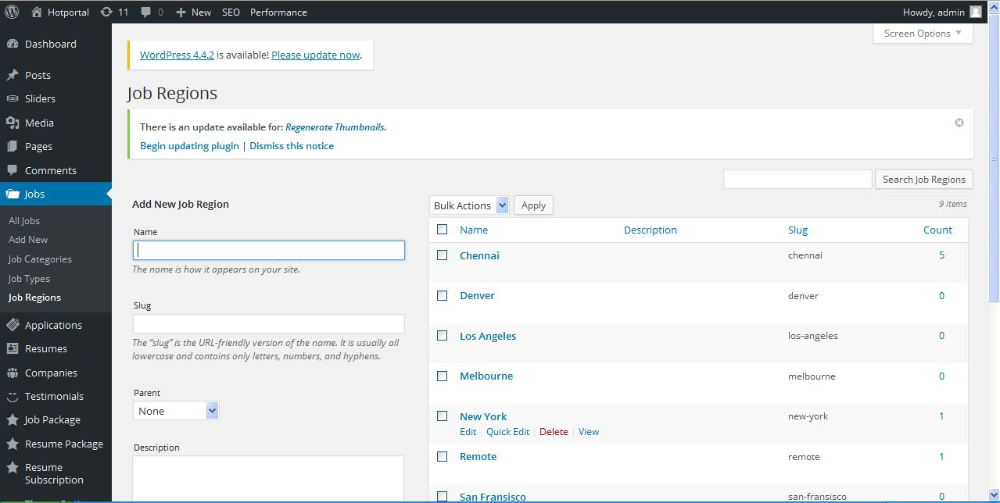 Hotportal 11 0 New SEO Performance Howdy, admin
Screen Options
WordPress 4.4.2 is available! Please update now.
Job Regions
There is an update available for: Regenerate Thumbnails.
Begin updating plugin | Dismiss this notice
Search Job Regions
Dashboard
Posts
Sliders
Media
Pages
Comments
Jobs
All Jobs
Add New
Job Categories
Job Types
Job Regions
Applications
Resumes
Companies
Testimonials
Job Package
Resume Package
Resume
Subscription
Add New Job Region
Name
The name is how it appears on your site.
Slug
The “slug” is the URL-friendly version of the name. It is usually all
lowercase and contains only letters, numbers, and hyphens.
Parent
None
Description
Bulk Actions Apply 9 items
Name Description Slug Count
Chennai chennai 5
Denver denver 0
Los Angeles los-angeles 0
Melbourne melbourne 0
New York new-york 1
Edit | Quick Edit | Delete | View
Remote remote 1
San Fransisco san-fransisco 0